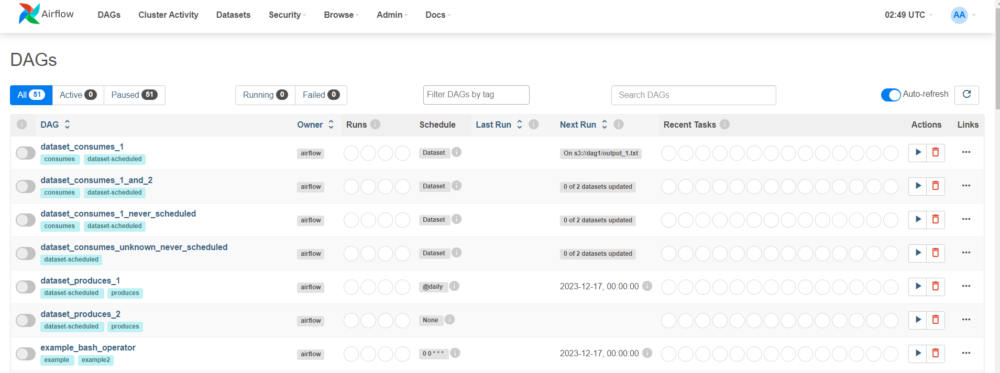 Airflow DAGs Cluster Activity Datasets Security Browse Admin Docs 02:49 UTC AA
DAGs
All 51 Active 0 Paused 51 Running 0 Failed 0 Filter DAGs by tag Search DAGs Auto-refresh
DAG Owner Runs Schedule Last Run Next Run Recent Tasks Actions Links
dataset_consumes_1
consumes dataset-scheduled airflow Dataset On s3://dag1/output_1.txt
dataset_consumes_1_and_2
consumes dataset-scheduled airflow Dataset 0 of 2 datasets updated
dataset_consumes_1_never_scheduled
consumes dataset-scheduled airflow Dataset 0 of 2 datasets updated
dataset_consumes_unknown_never_scheduled
dataset-scheduled airflow Dataset 0 of 2 datasets updated
dataset_produces_1
dataset-scheduled produces airflow @daily 2023-12-17, 00:00:00
dataset_produces_2
dataset-scheduled produces airflow None
example_bash_operator
example example2 airflow 0 0 * * * 2023-12-17, 00:00:00